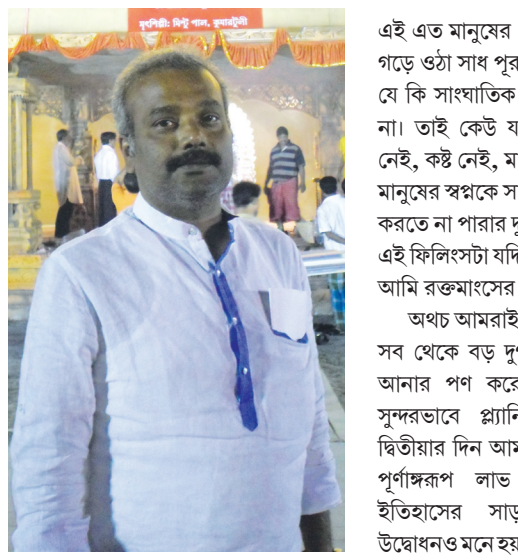 মৃৎশিল্পী: মিন্টু পাল, কুমারটুলী
এই এত মানুষের
গড়ে ওঠা সাধ পূর
যে কি সাংঘাতিক
না। তাই কেউ য
নেই, কষ্ট নেই, ম
মানুষের স্বপ্নকে স
করতে না পারার দু
এই ফিলিংসটা যদি
আমি রক্তমাংসের
অথচ আমরাই
সব থেকে বড় দুর্
আনার পণ করে
সুন্দরভাবে প্ল্যানি
দ্বিতীয়ার দিন আম
পূর্ণাঙ্গরূপ লাভ
ইতিহাসের সাড়
উদ্বোধনও মনে হয়